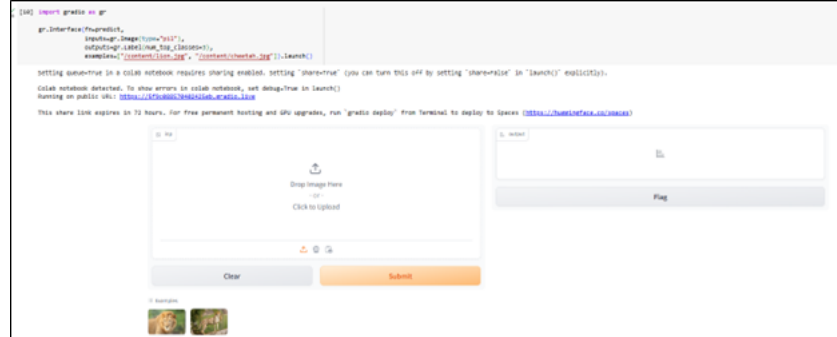 import gradio as gr
gr.Interface(fn=predict,
inputs=gr.Image(type="pil"),
outputs=gr.Label(num_top_classes=3),
examples=["/content/lion.jpg", "/content/cheetah.jpg"]).launch()
Setting queue=True in a Colab notebook requires sharing enabled. Setting `share=True` (you can turn this off by setting `share=False` in `launch()` explicitly).
Colab notebook detected. To show errors in colab notebook, set debug=True in launch()
Running on public URL:
This share link expires in 72 hours. For free permanent hosting and GPU upgrades, run `gradio deploy` from Terminal to deploy to Spaces (https://huggingface.co/spaces)
output
Drop Image Here
- or -
Click to Upload
Flag
Clear
Submit
Examples